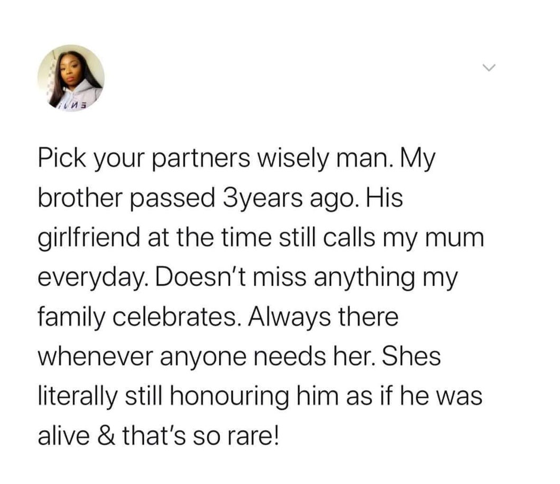 Pick your partners wisely man. My
brother passed 3years ago. His
girlfriend at the time still calls my mum
everyday. Doesn't miss anything my
family celebrates. Always there
whenever anyone needs her. Shes
literally still honouring him as if he was
alive & that's so rare!